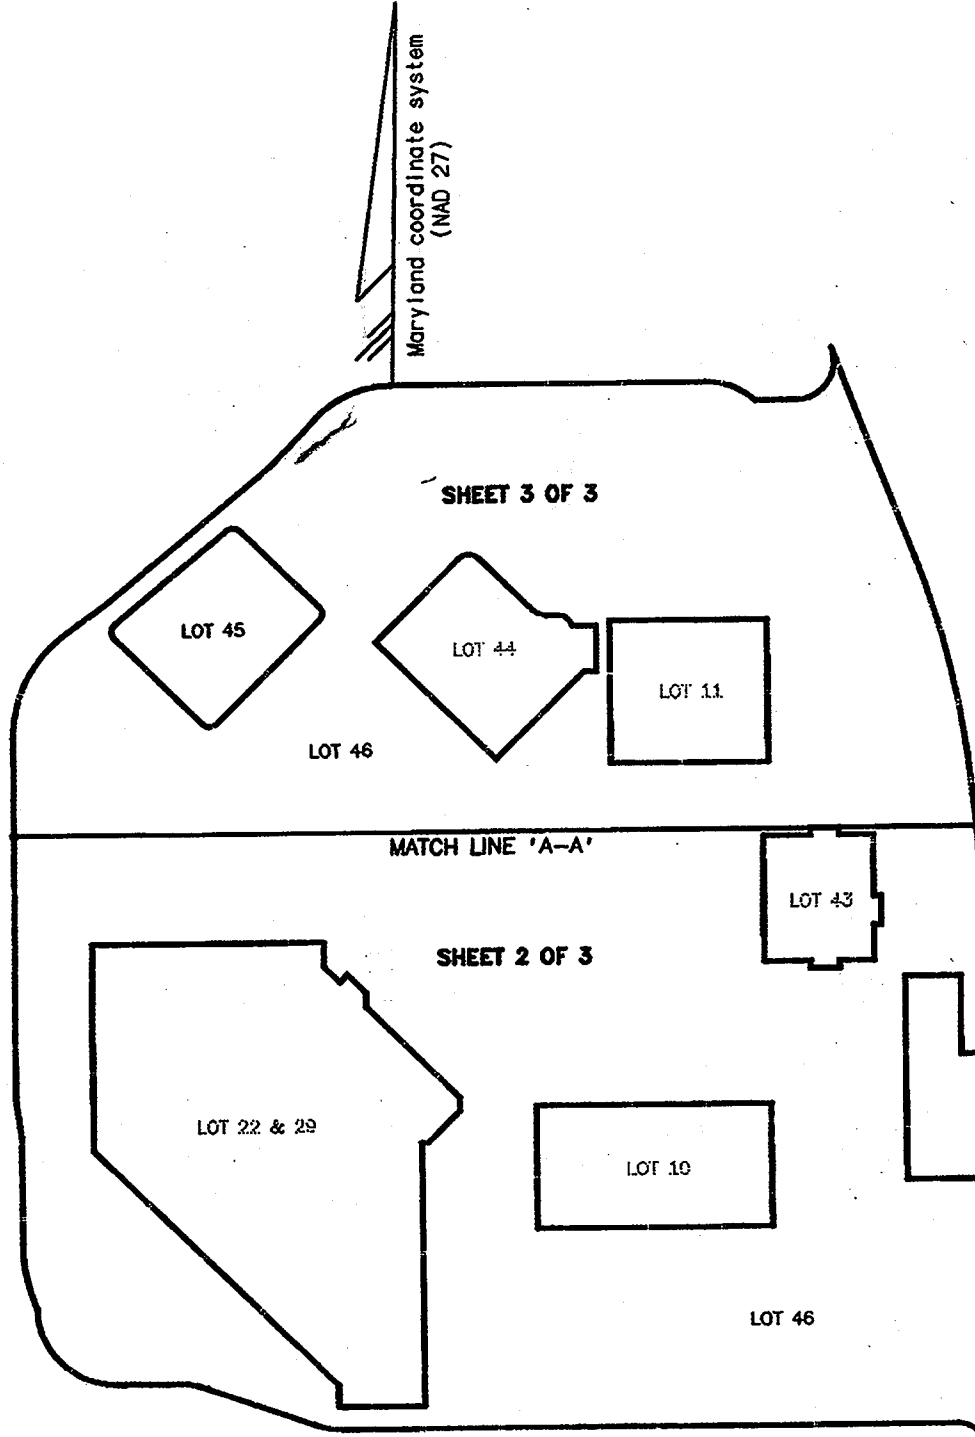 Maryland coordinate system
(NAD 27)
SHEET 3 OF 3
LOT 45
LOT 44
LOT 11
LOT 46
MATCH LINE 'A-A'
LOT 43
SHEET 2 OF 3
LOT 22 & 29
LOT 10
LOT 46